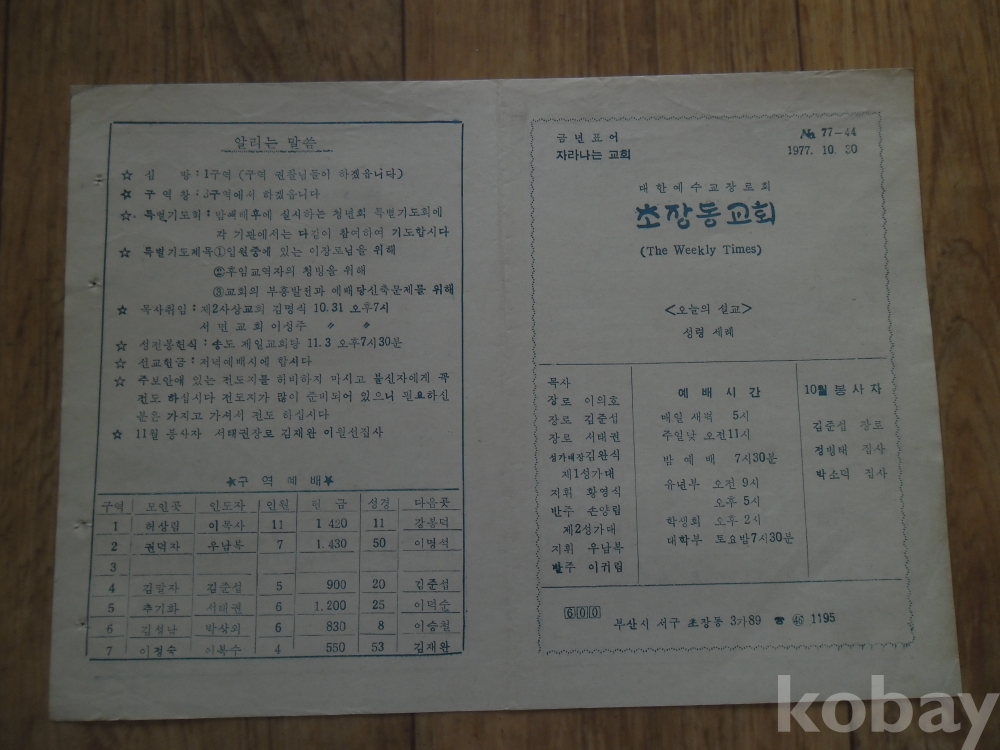 알리는 말씀
☆ 심 방 : 1구역 (구역 권찰님들이 하겠읍니다)
☆ 구 역 창 : 구역에서 하겠읍니다
☆ 특별기도회 : 밤예배후에 실시하는 청년회 특별기도회에
각 기관에서는 다같이 참여하여 기도합시다
☆ 특별기도제목 ①입원중에 있는 이장로님을 위해
②후임교역자의 청빙을 위해
③교회의 부흥발전과 예배당신축문제를 위해
☆ 목사취임 : 제2사상교회 김명식 10.31 오후7시
서 면 교 회 이성주 〃 〃
☆ 성전봉헌식 : 송도 제일교회당 11.3 오후7시30분
☆ 선교헌금 : 저녁예배시에 합시다
☆ 주보안에 있는 전도지를 허비하지 마시고 불신자에게 꼭
전도 하십시다 전도지가 많이 준비되어 있으니 필요하신
분은 가지고 가셔서 전도 하십시다
☆ 11월 봉사자 서태권장로 김재완 이월선집사
★구 역 예 배★
구역 모인곳 인도자 인원 헌 금 성경 다음곳
1 허상림 이목사 11 1 420 11 강봉덕
2 권덕자 우남복 7 1.430 50 이명석
3
4 김말자 김준섭 5 900 20 김준섭
5 추기화 서태권 6 1.200 25 이덕순
6 김성남 박상희 6 830 8 이승철
7 이정숙 이복수 4 550 53 김재완
금년표어
자라나는 교회
№ 77-44
1977. 10. 30
대한예수교장로회
초장동교회
(The Weekly Times)
<오늘의 설교>
성령 세례
목사
장로 이의호
장로 김준섭
장로 서태권
성가대장 김완식
제1성가대
지휘 황영식
반주 손양림
제2성가대
지휘 우남복
반주 이귀림
예 배 시 간
매일 새벽 5시
주일낮 오전11시
밤 예 배 7시30분
유년부 오전 9시
오후 5시
학생회 오후 2시
대학부 토요밤7시30분
10월 봉사자
김준섭 장로
정병태 집사
박소덕 집사
600
부산시 서구 초장동 3가89 ☎ ㊻ 1195
kobay